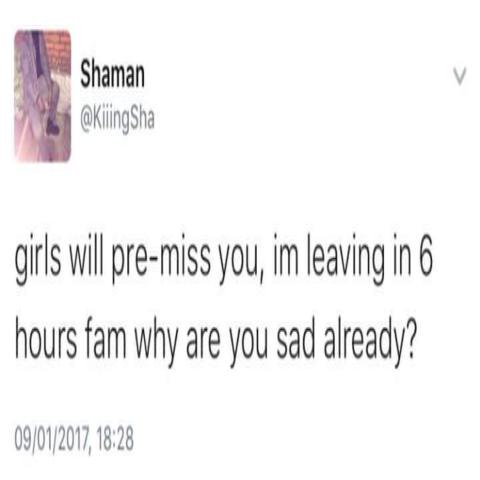 Shaman
@KiiingSha
girls will pre-miss you, im leaving in 6
hours fam why are you sad already?
09/01/2017, 18:28